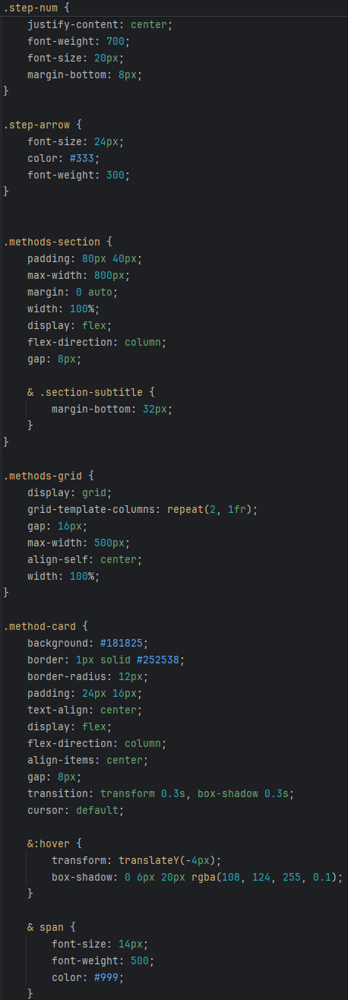 .step-num {
    justify-content: center;
    font-weight: 700;
    font-size: 20px;
    margin-bottom: 8px;
}

.step-arrow {
    font-size: 24px;
    color: #333;
    font-weight: 300;
}


.methods-section {
    padding: 80px 40px;
    max-width: 800px;
    margin: 0 auto;
    width: 100%;
    display: flex;
    flex-direction: column;
    gap: 8px;

    & .section-subtitle {
        margin-bottom: 32px;
    }
}

.methods-grid {
    display: grid;
    grid-template-columns: repeat(2, 1fr);
    gap: 16px;
    max-width: 500px;
    align-self: center;
    width: 100%;
}

.method-card {
    background: #181825;
    border: 1px solid #252538;
    border-radius: 12px;
    padding: 24px 16px;
    text-align: center;
    display: flex;
    flex-direction: column;
    align-items: center;
    gap: 8px;
    transition: transform 0.3s, box-shadow 0.3s;
    cursor: default;

    &:hover {
        transform: translateY(-4px);
        box-shadow: 0 6px 20px rgba(108, 124, 255, 0.1);
    }

    & span {
        font-size: 14px;
        font-weight: 500;
        color: #999;
    }